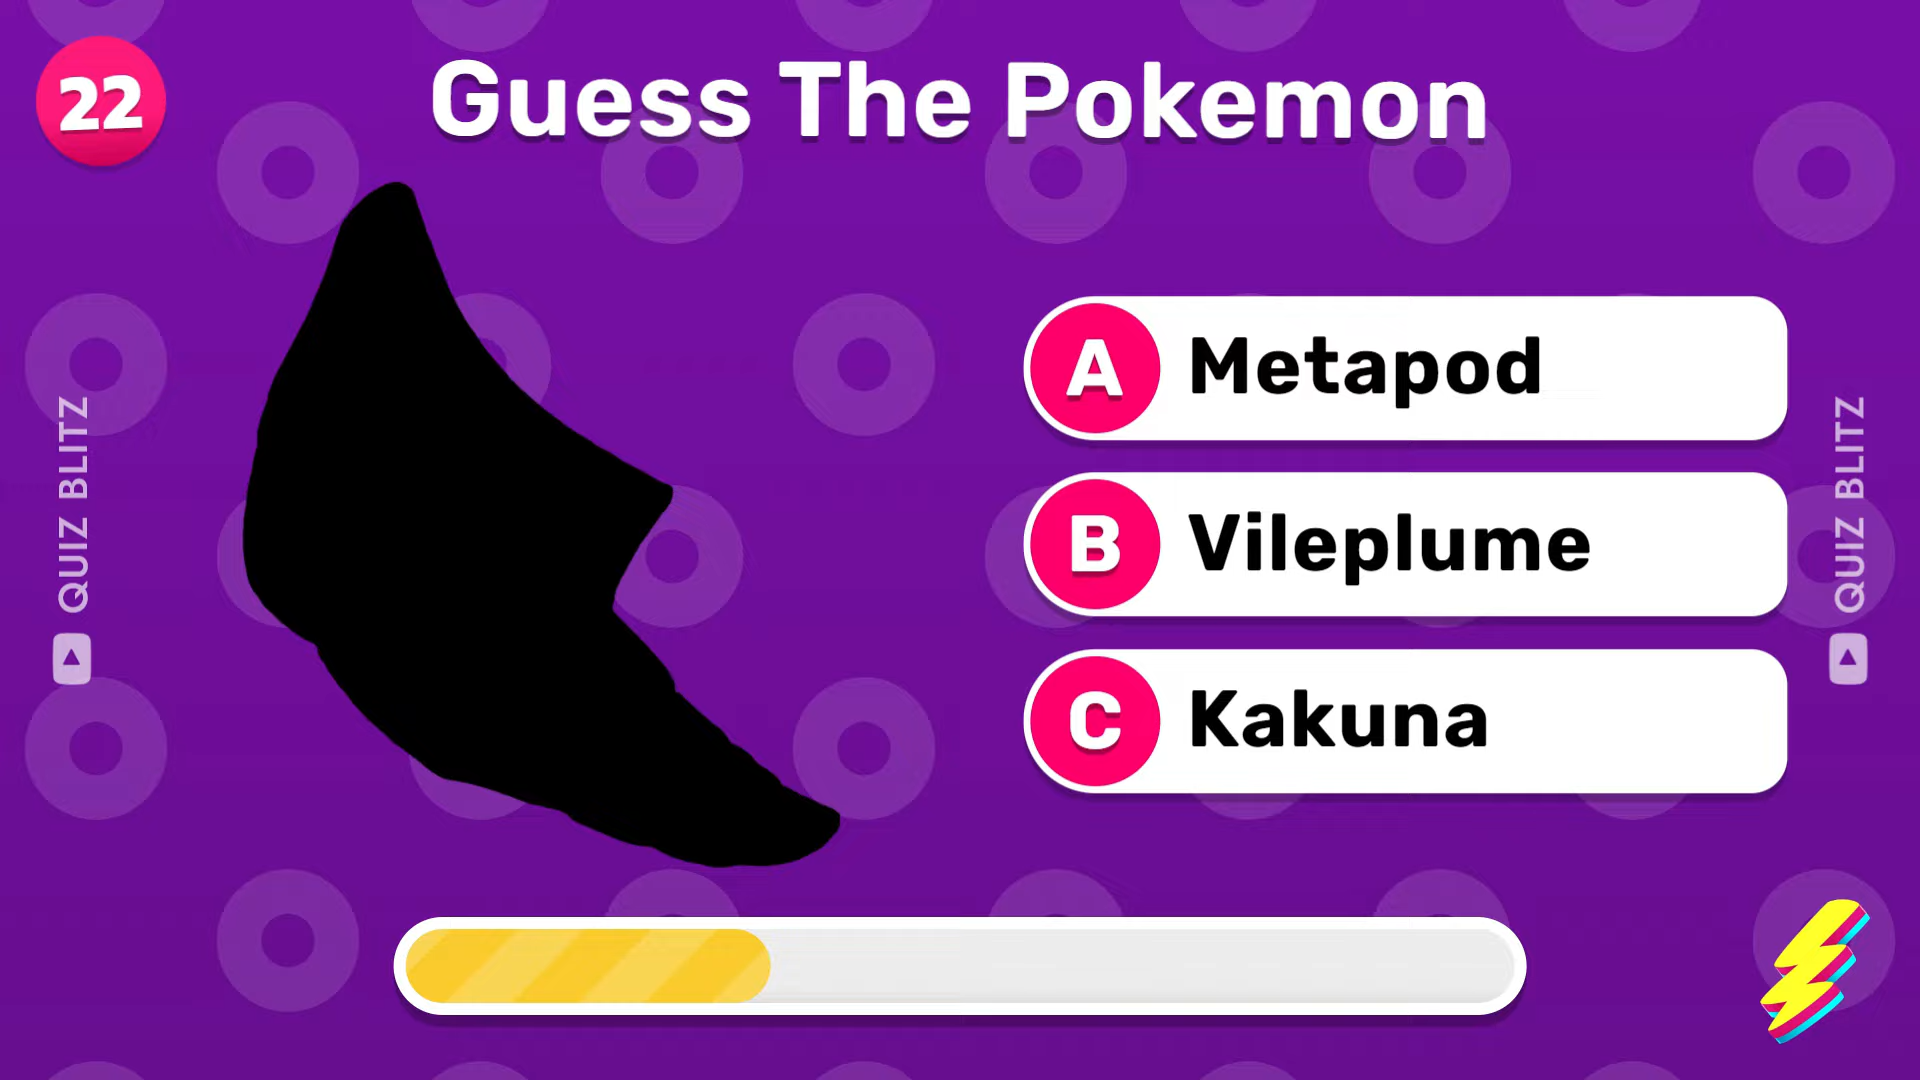 22
Guess The Pokemon
A Metapod
B Vileplume
C Kakuna
QUIZ BLITZ
QUIZ BLITZ